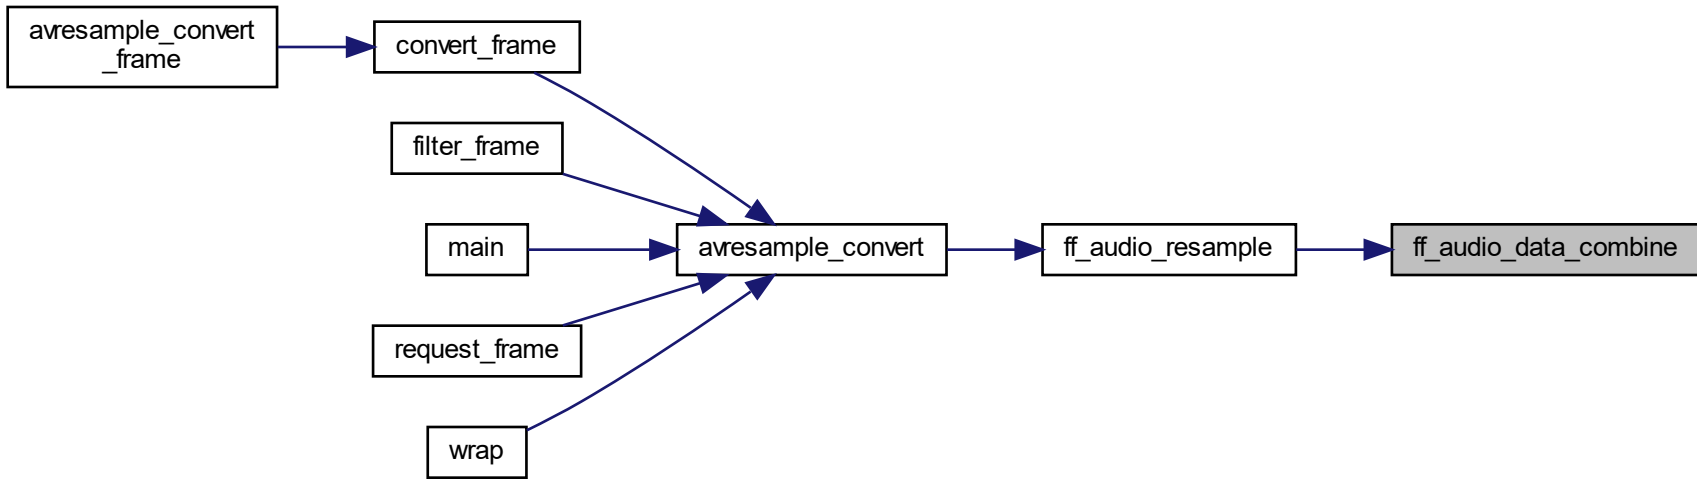 avresample_convert
_frame
convert_frame
filter_frame
main
avresample_convert
ff_audio_resample
ff_audio_data_combine
request_frame
wrap